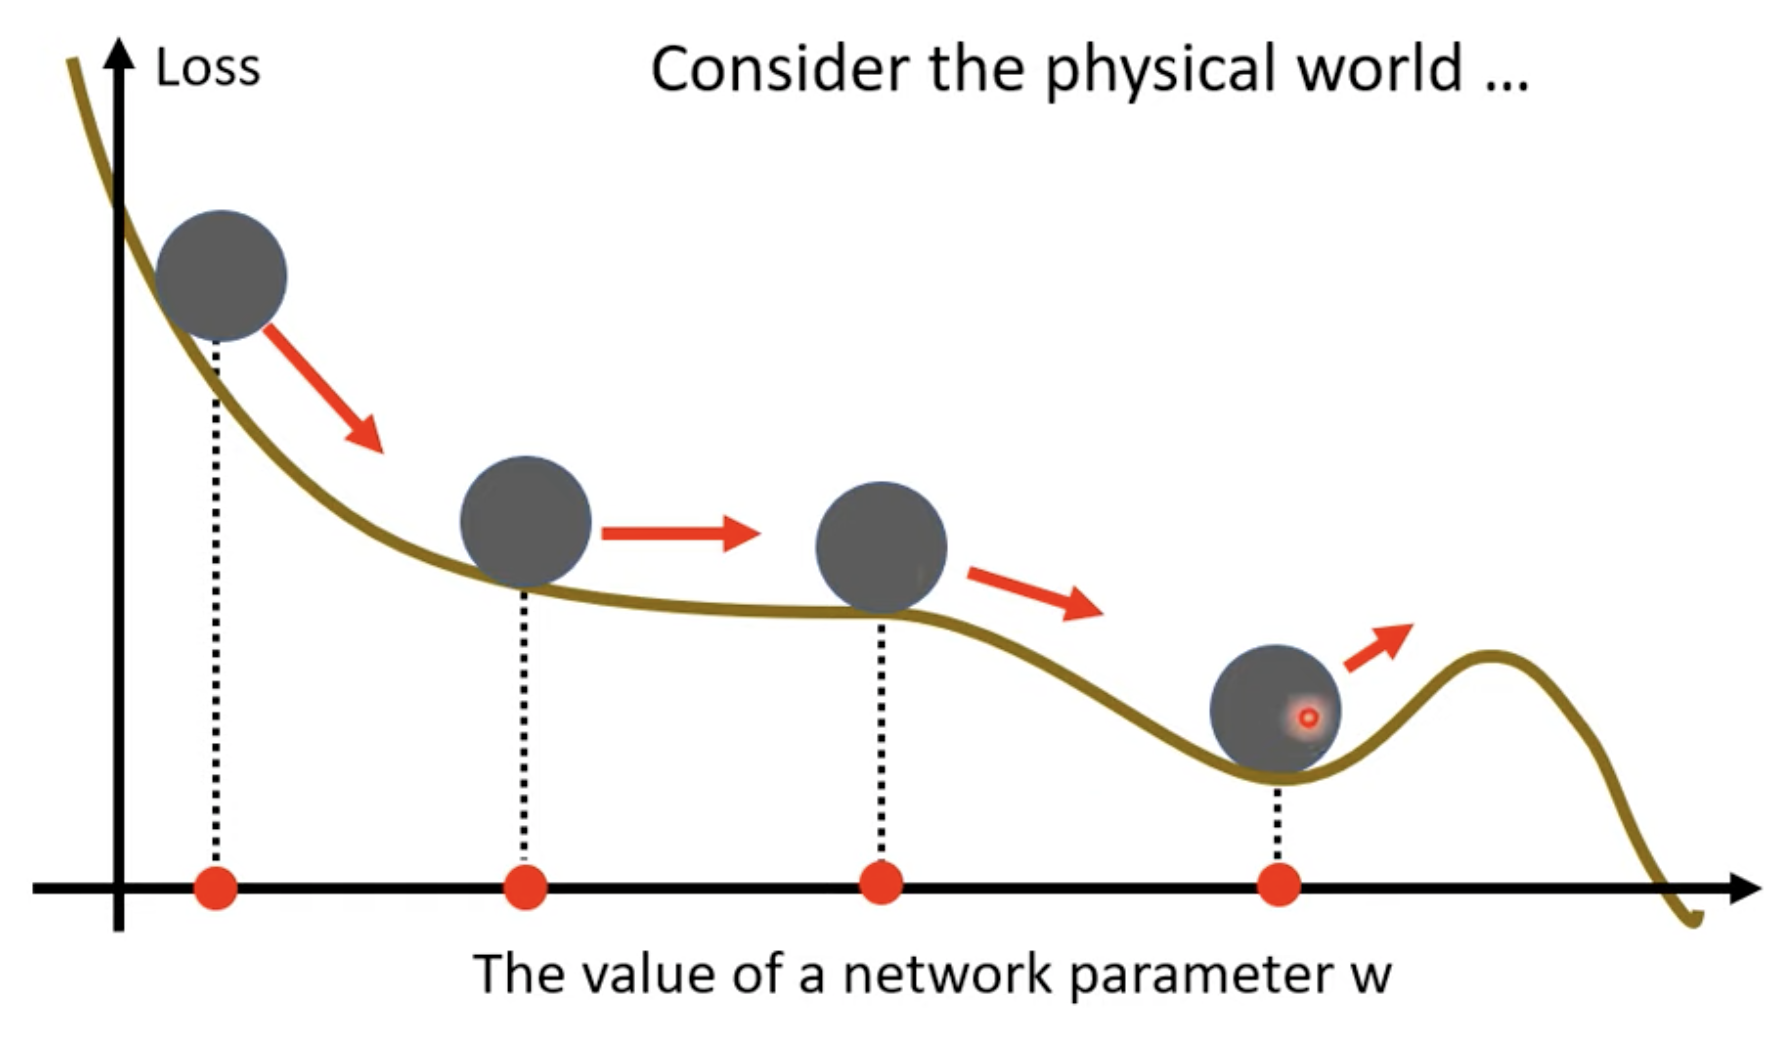 Loss
Consider the physical world ...
The value of a network parameter w